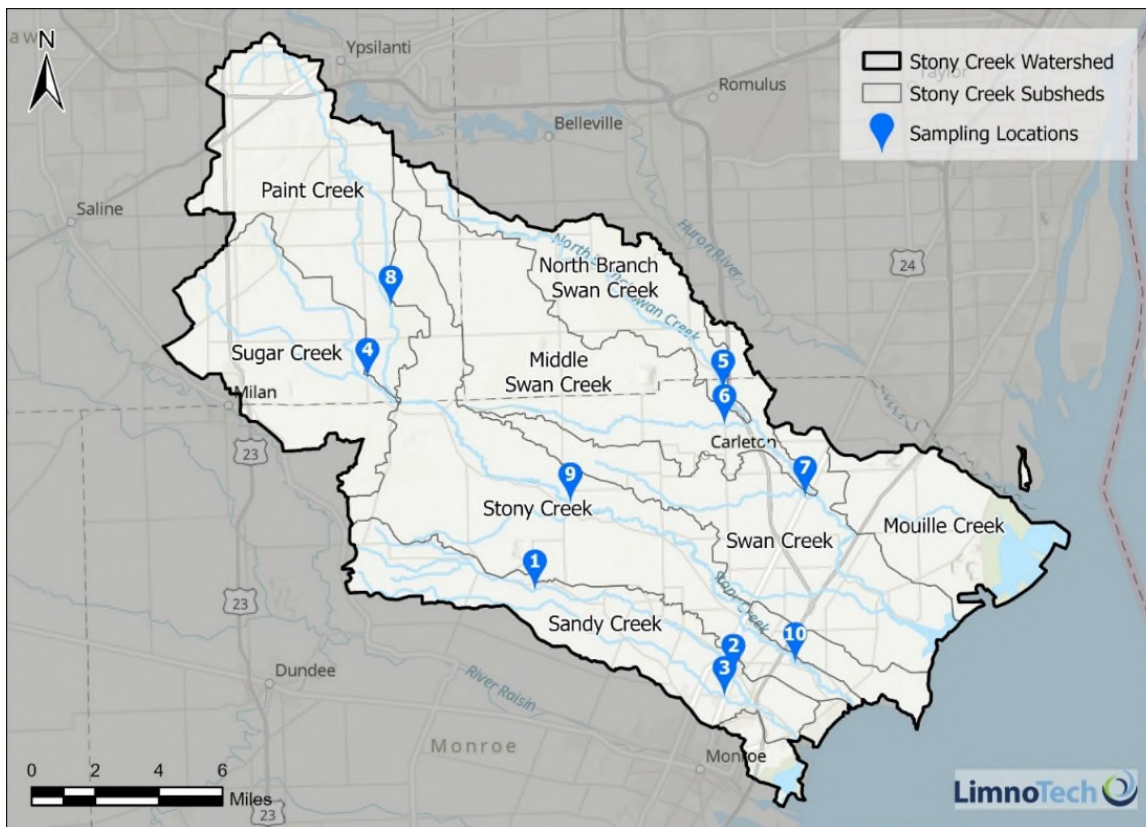 N
Ypsilanti
Romulus
Belleville
Saline
Stony Creek Watershed
Taylor
Stony Creek Subsheds
Sampling Locations
Paint Creek
Huron River
24
North Branch Swan Creek
North Branch
Swan Creek
8
Sugar Creek
4
Middle
Swan Creek
5
6
Milan
Carleton
23
9
7
Stony Creek
Swan Creek
Mouille Creek
1
Stony Creek
Sandy Creek
2
3
10
23
Dundee
River Raisin
Monroe
Monroe
0 2 4 6
Miles
23
LimnoTech